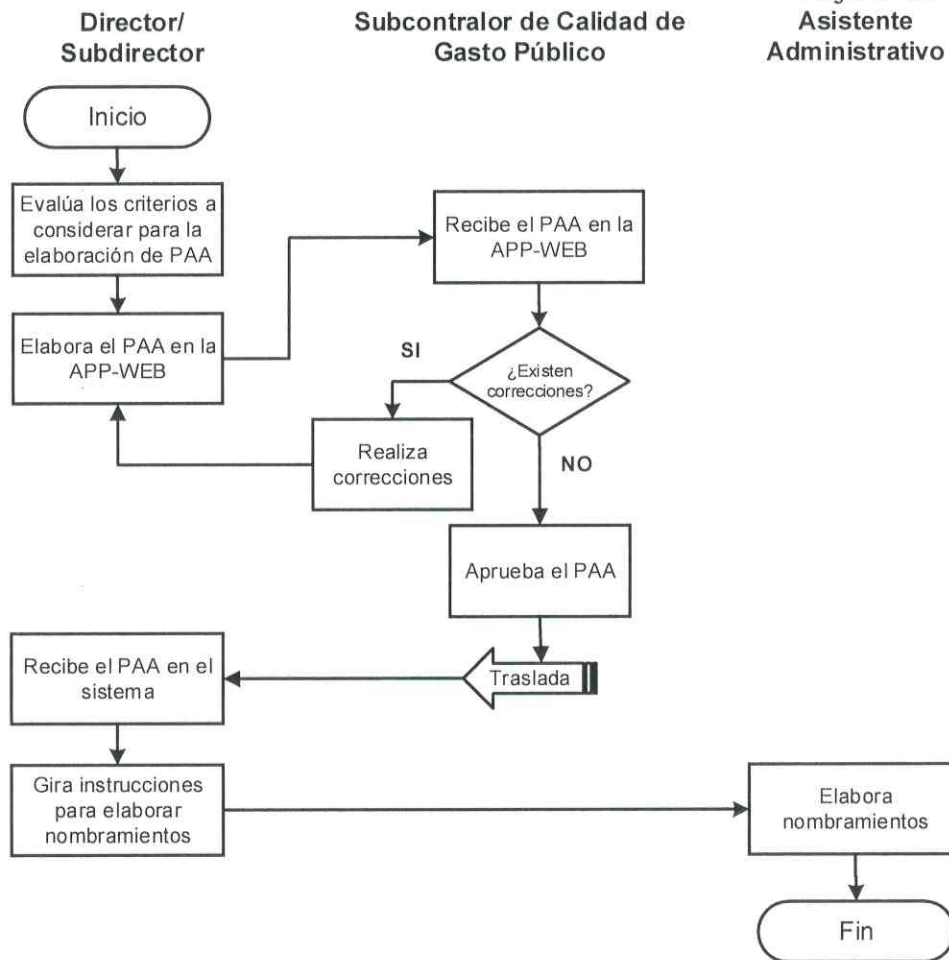 Director/
Subdirector
Subcontralor de Calidad de
Gasto Público
Asistente
Administrativo
Inicio
Evalúa los criterios a
considerar para la
elaboración de PAA
Elabora el PAA en la
APP-WEB
Recibe el PAA en la
APP-WEB
¿Existen
correcciones?
SI
Realiza
correcciones
NO
Aprueba el PAA
Traslada
Recibe el PAA en el
sistema
Gira instrucciones
para elaborar
nombramientos
Elabora
nombramientos
Fin